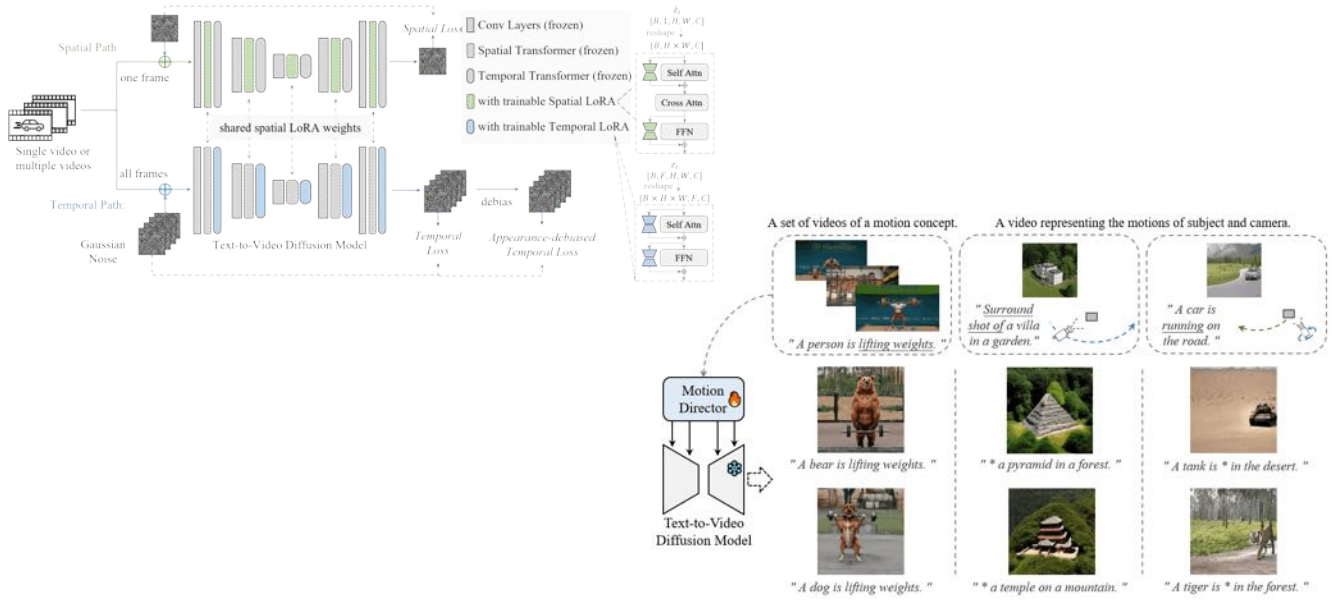 Spatial Path
one frame
Single video or
multiple videos
all frames
Temporal Path:
Gaussian
Noise
shared spatial LoRA weights
Text-to-Video Diffusion Model
Spatial Loss
debias
Temporal
Loss
Appearance-debiased
Temporal Loss
Conv Layers (frozen)
Spatial Transformer (frozen)
Temporal Transformer (frozen)
with trainable Spatial LoRA
with trainable Temporal LoRA
[B, 1, H, W, C]
reshape
[B, H × W, C]
Self Attn
Cross Attn
FFN
[B, F, H, W, C]
reshape
[B × H × W, F, C]
Self Attn
FFN
A set of videos of a motion concept.
A video representing the motions of subject and camera.
" A person is lifting weights. "
" Surround
shot of a villa
in a garden. "
" A car is
running on
the road. "
Motion
Director
Text-to-Video
Diffusion Model
" A bear is lifting weights. "
" * a pyramid in a forest. "
" A tank is * in the desert. "
" A dog is lifting weights. "
" * a temple on a mountain. "
" A tiger is * in the forest. "